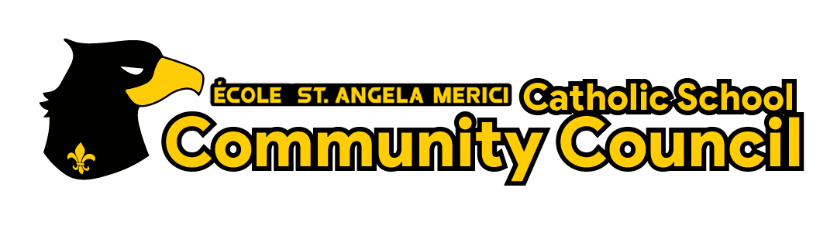 ÉCOLE ST. ANGELA MERICI Catholic School
Community Council